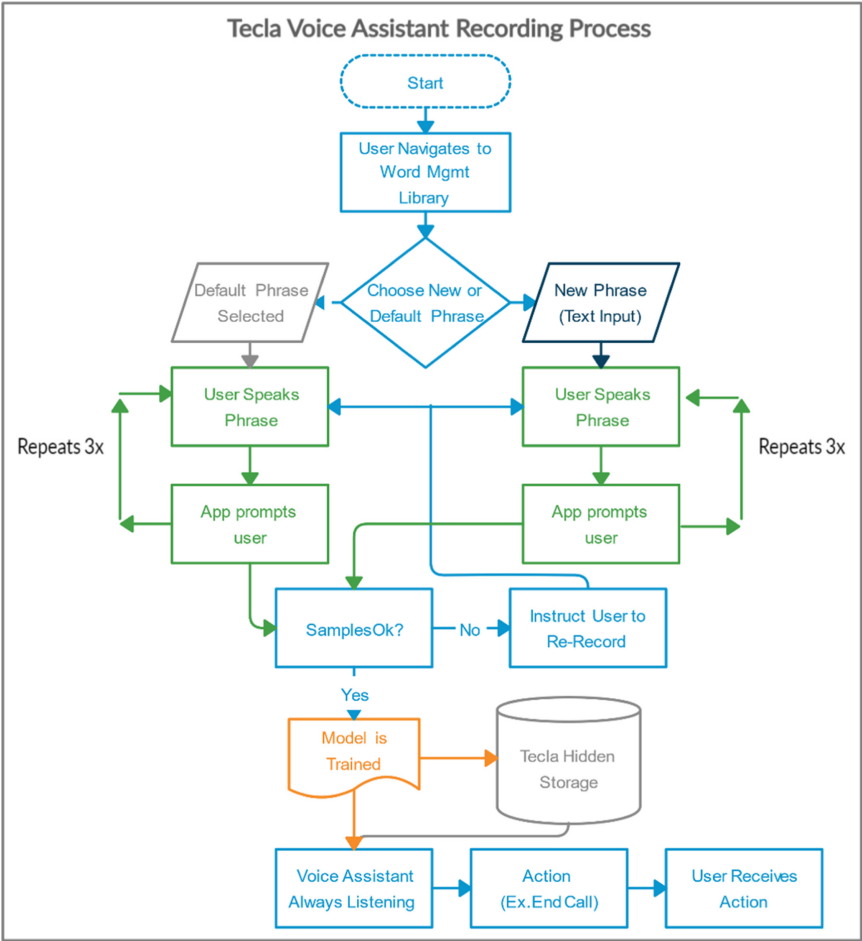 Tecla Voice Assistant Recording Process
Start
User Navigates to
Word Mgmt
Library
Choose New or
Default Phrase
Default Phrase
Selected
New Phrase
(Text Input)
User Speaks
Phrase
User Speaks
Phrase
Repeats 3x
Repeats 3x
App prompts
user
App prompts
user
SamplesOk?
No
Instruct User to
Re-Record
Yes
Model is
Trained
Tecla Hidden
Storage
Voice Assistant
Always Listening
Action
(Ex.End Call)
User Receives
Action